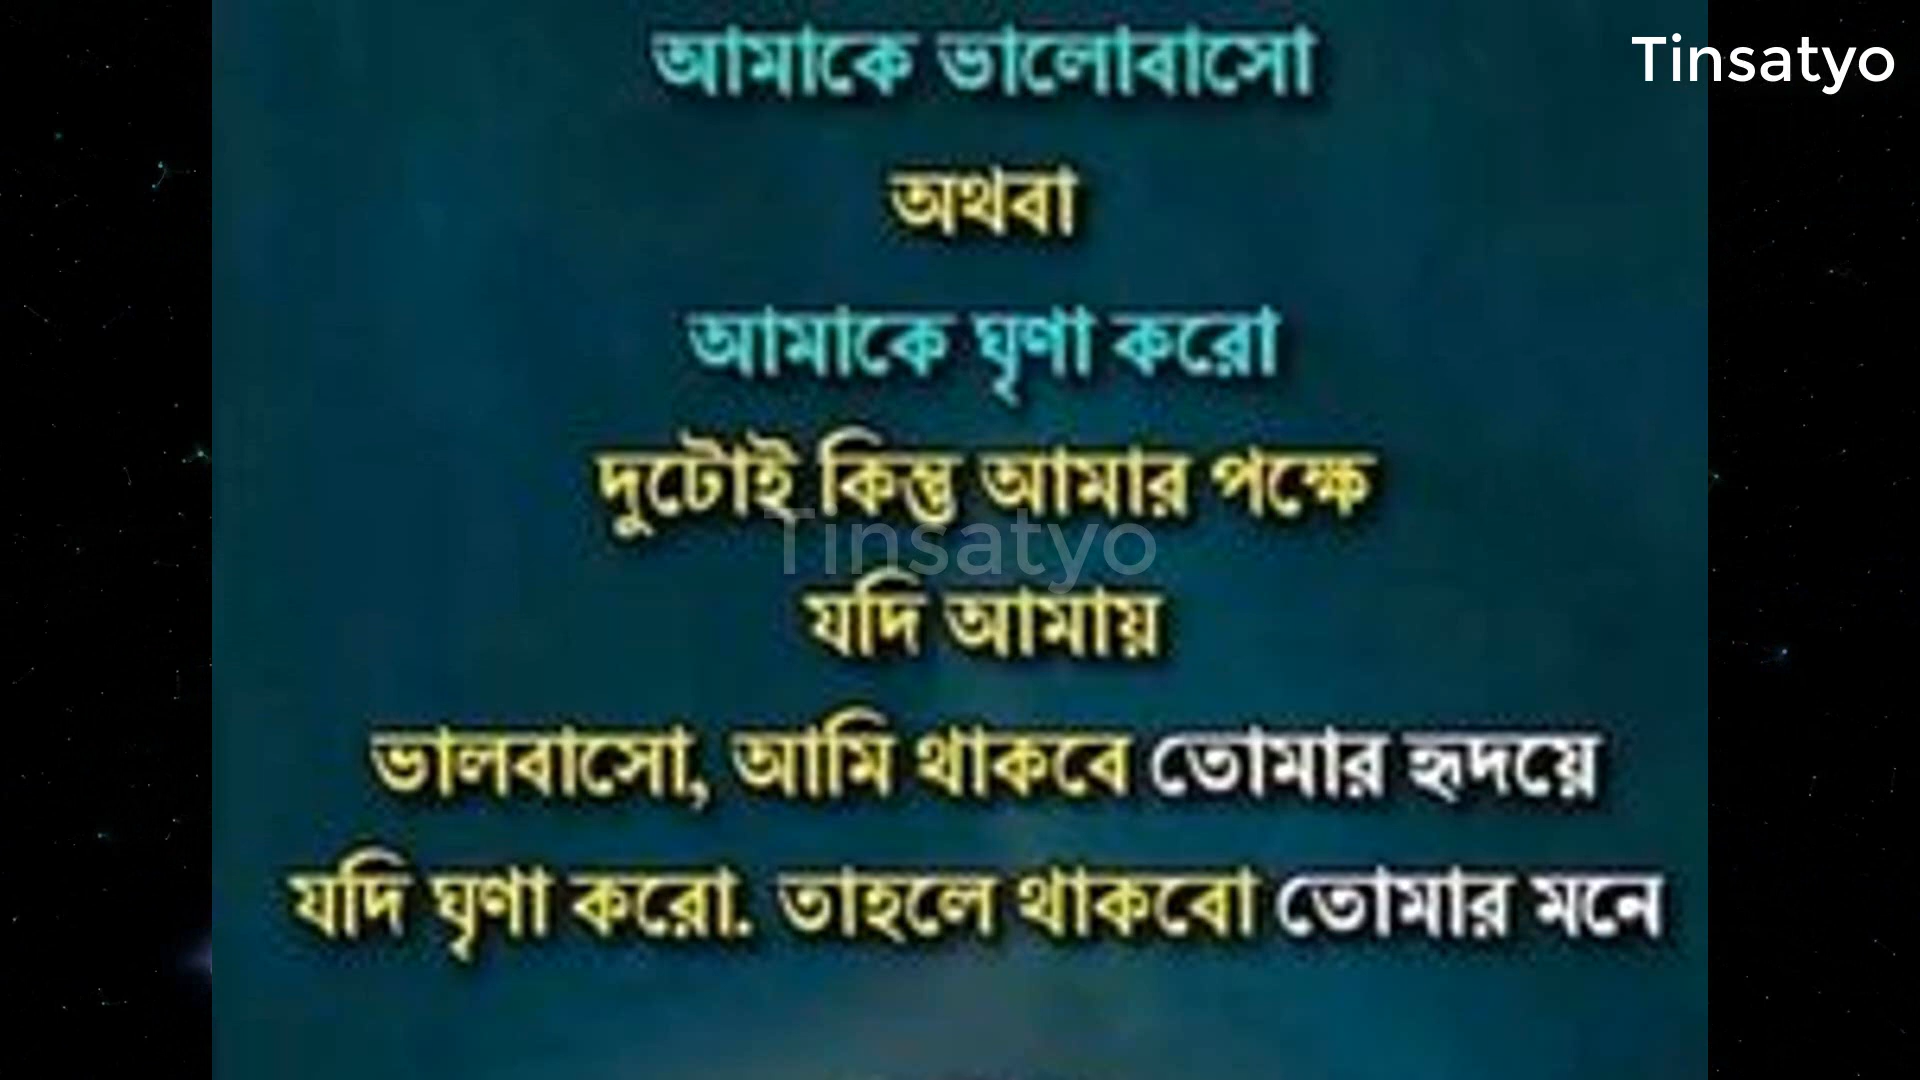 আমাকে ভালোবাসো
Tinsatyo
অথবা
আমাকে ঘৃণা করো
দুটোই কিন্তু আমার পক্ষে
Tinsatyo
যদি আমায়
ভালবাসো, আমি থাকবে তোমার হৃদয়ে
যদি ঘৃণা করো. তাহলে থাকবো তোমার মনে